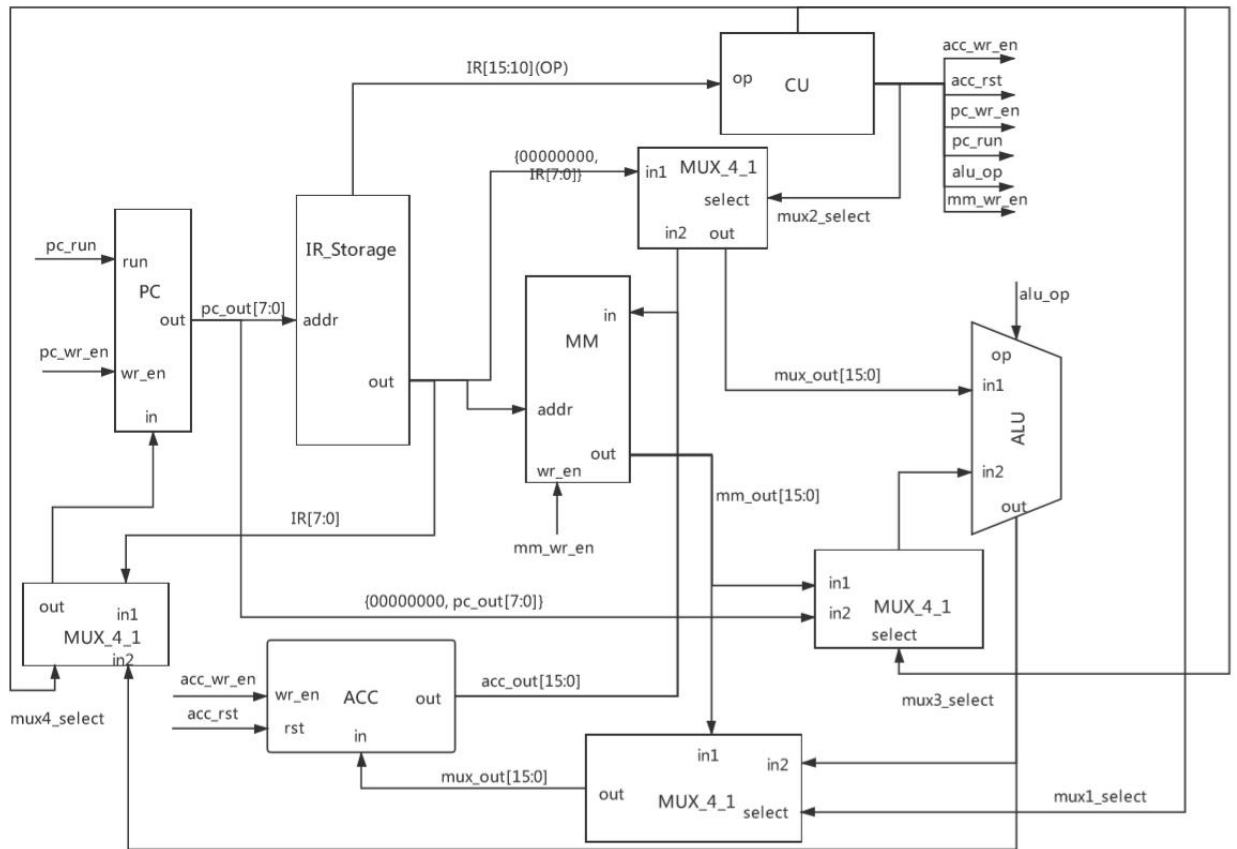 IR[15:10](OP)
op
CU
acc_wr_en
acc_rst
pc_wr_en
pc_run
alu_op
mm_wr_en
{00000000,
IR[7:0]}
in1
MUX_4_1
select
mux2_select
in2
out
pc_run
run
PC
out
pc_wr_en
wr_en
in
pc_out[7:0]
IR_Storage
addr
out
in
MM
addr
out
wr_en
mm_wr_en
mm_out[15:0]
mux_out[15:0]
alu_op
op
in1
ALU
in2
out
IR[7:0]
out
in1
MUX_4_1
in2
mux4_select
{00000000, pc_out[7:0]}
in1
in2
MUX_4_1
select
mux3_select
acc_wr_en
wr_en
acc_rst
rst
ACC
out
in
acc_out[15:0]
mux_out[15:0]
in1
in2
out
MUX_4_1
select
mux1_select